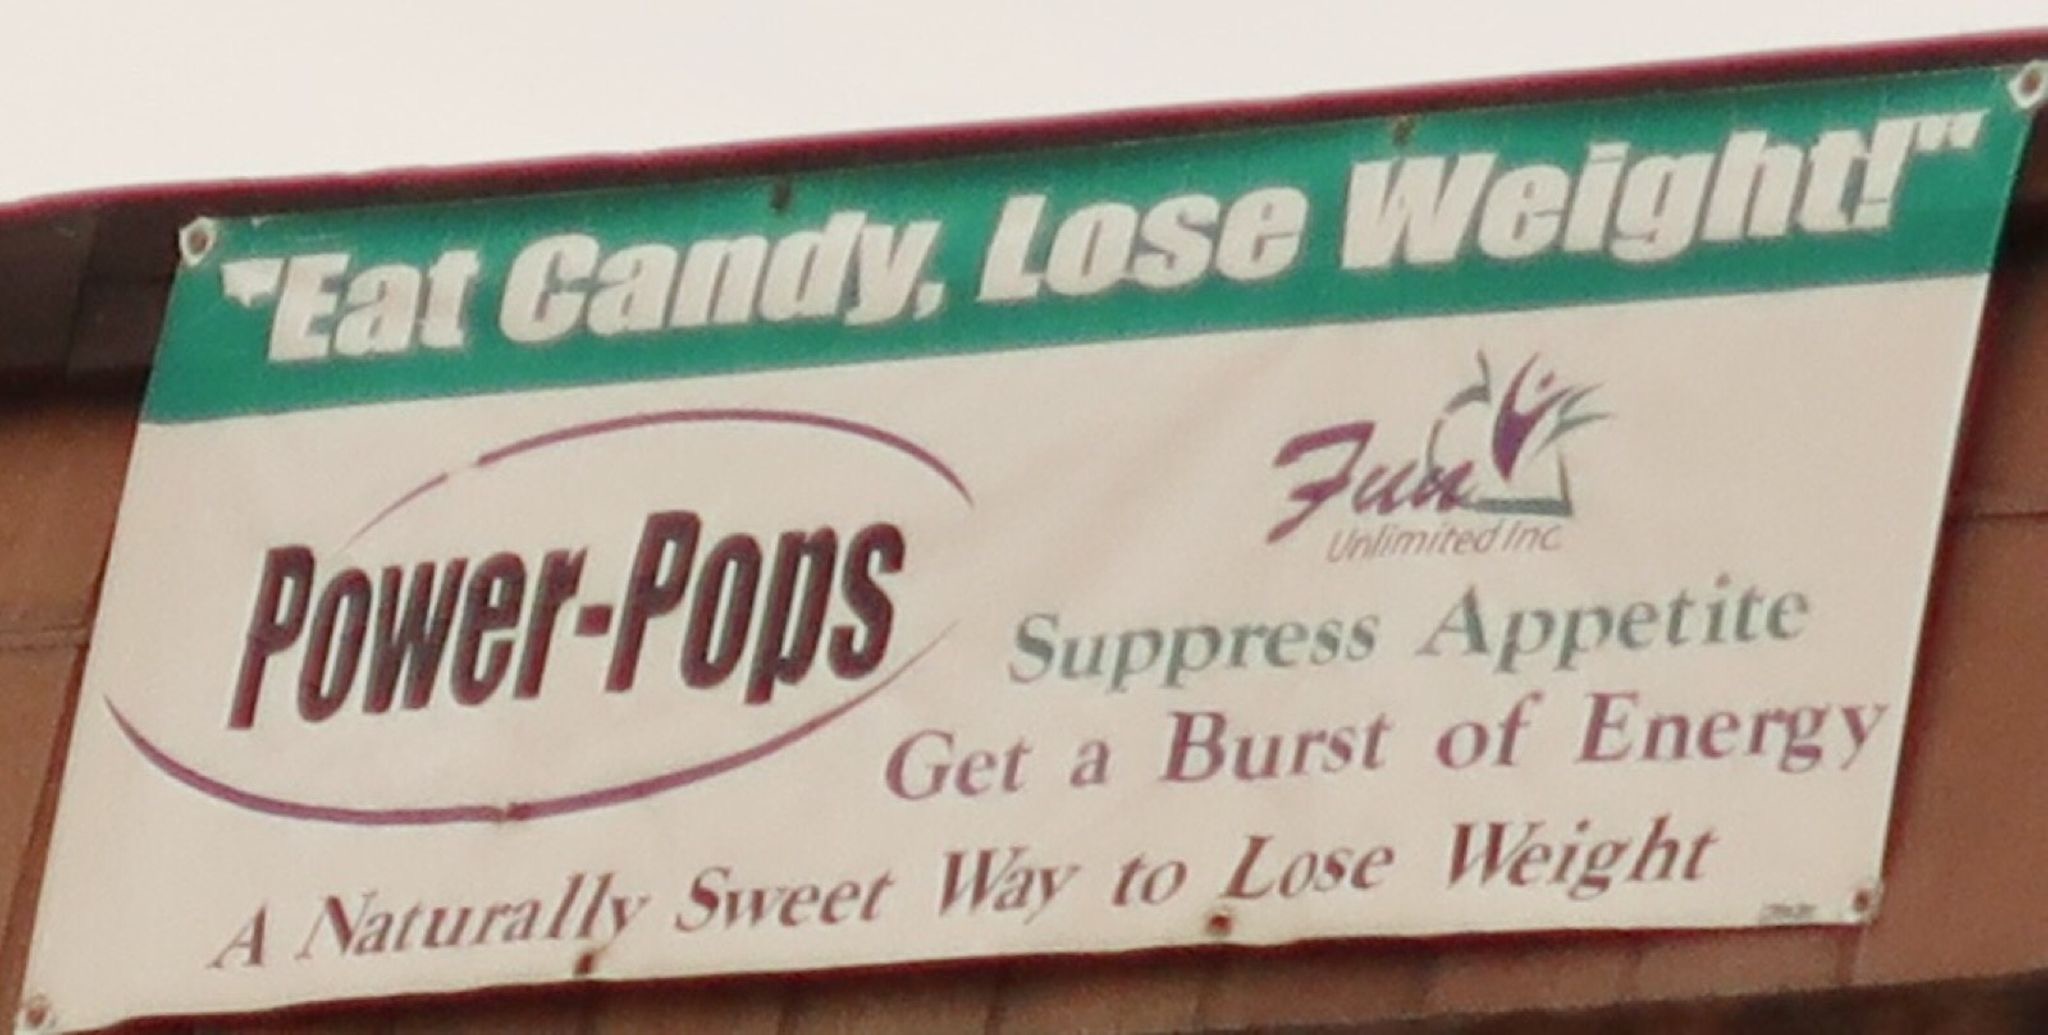 "Eat Candy, Lose Weight!"
Power-Pops
Fun
Unlimited Inc.
Suppress Appetite
Get a Burst of Energy
A Naturally Sweet Way to Lose Weight